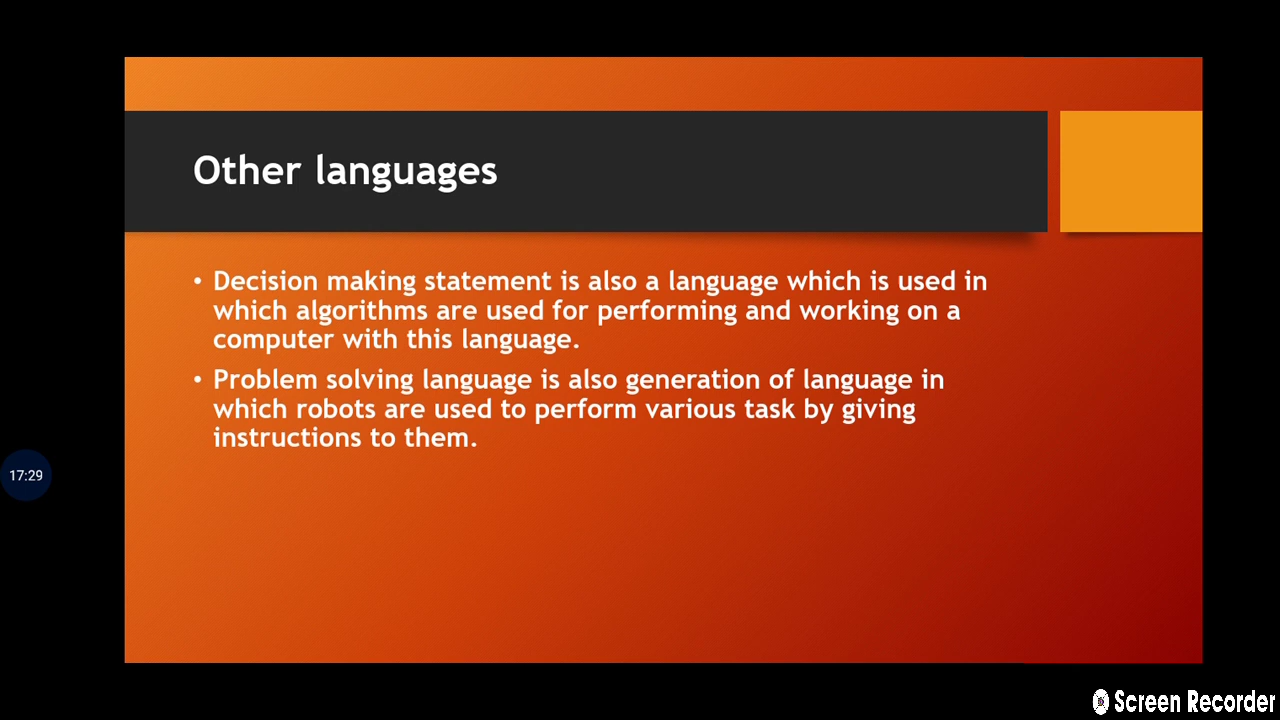 Other languages
• Decision making statement is also a language which is used in
which algorithms are used for performing and working on a
computer with this language.
• Problem solving language is also generation of language in
which robots are used to perform various task by giving
instructions to them.
17:29
Screen Recorder